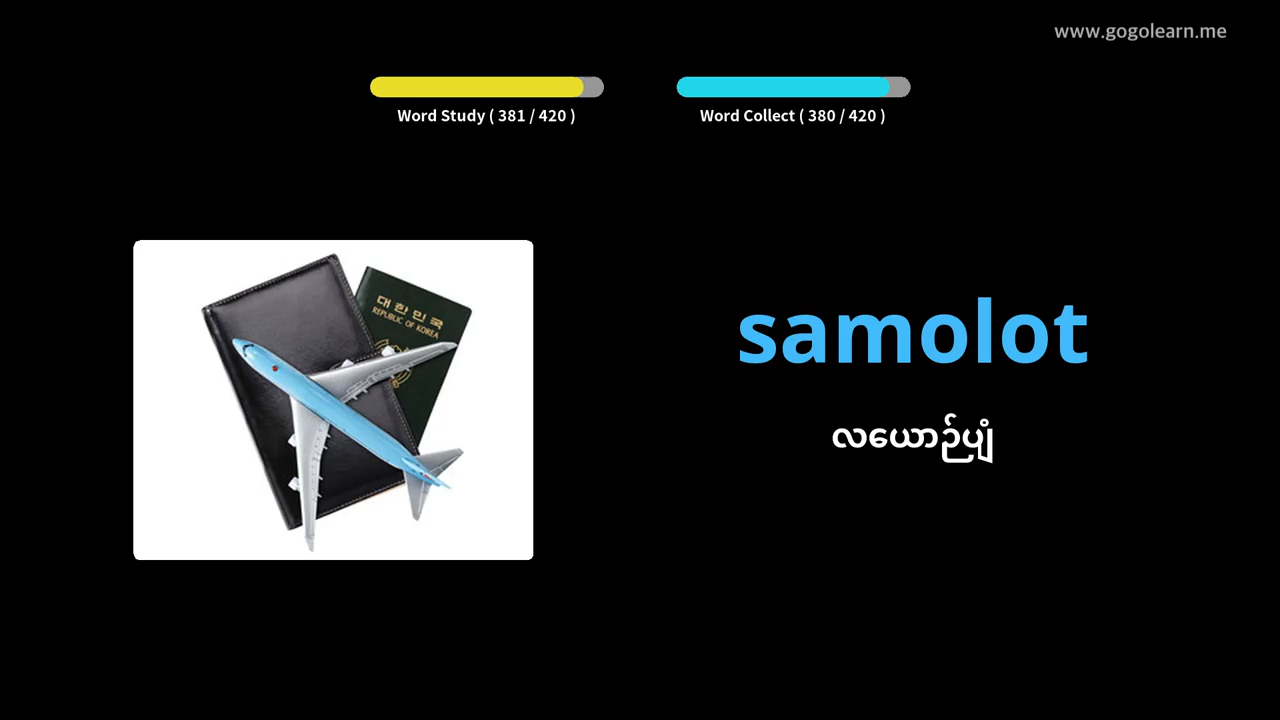 www.gogolearn.me
Word Study ( 381 / 420 )
Word Collect ( 380 / 420 )
대한민국
REPUBLIC OF KOREA
samolot
လယောဉ်ပျံ